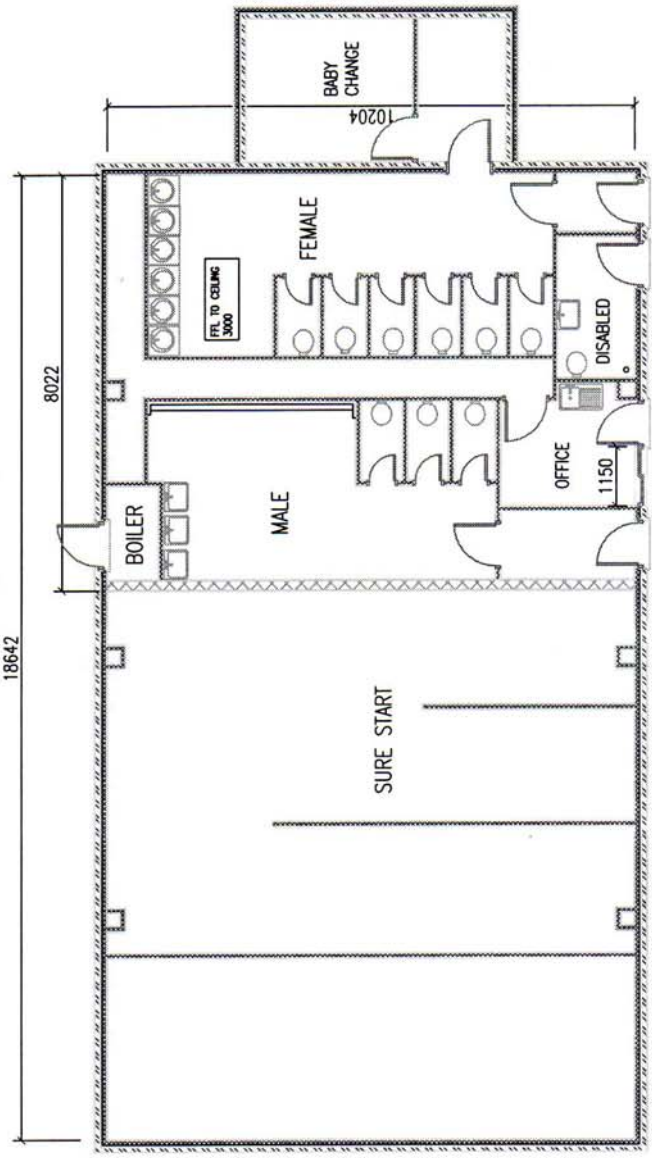 18642
8022
10204
BABY
CHANGE
FEMALE
FFL TO CEILING
3000
DISABLED
BOILER
MALE
OFFICE
1150
SURE START